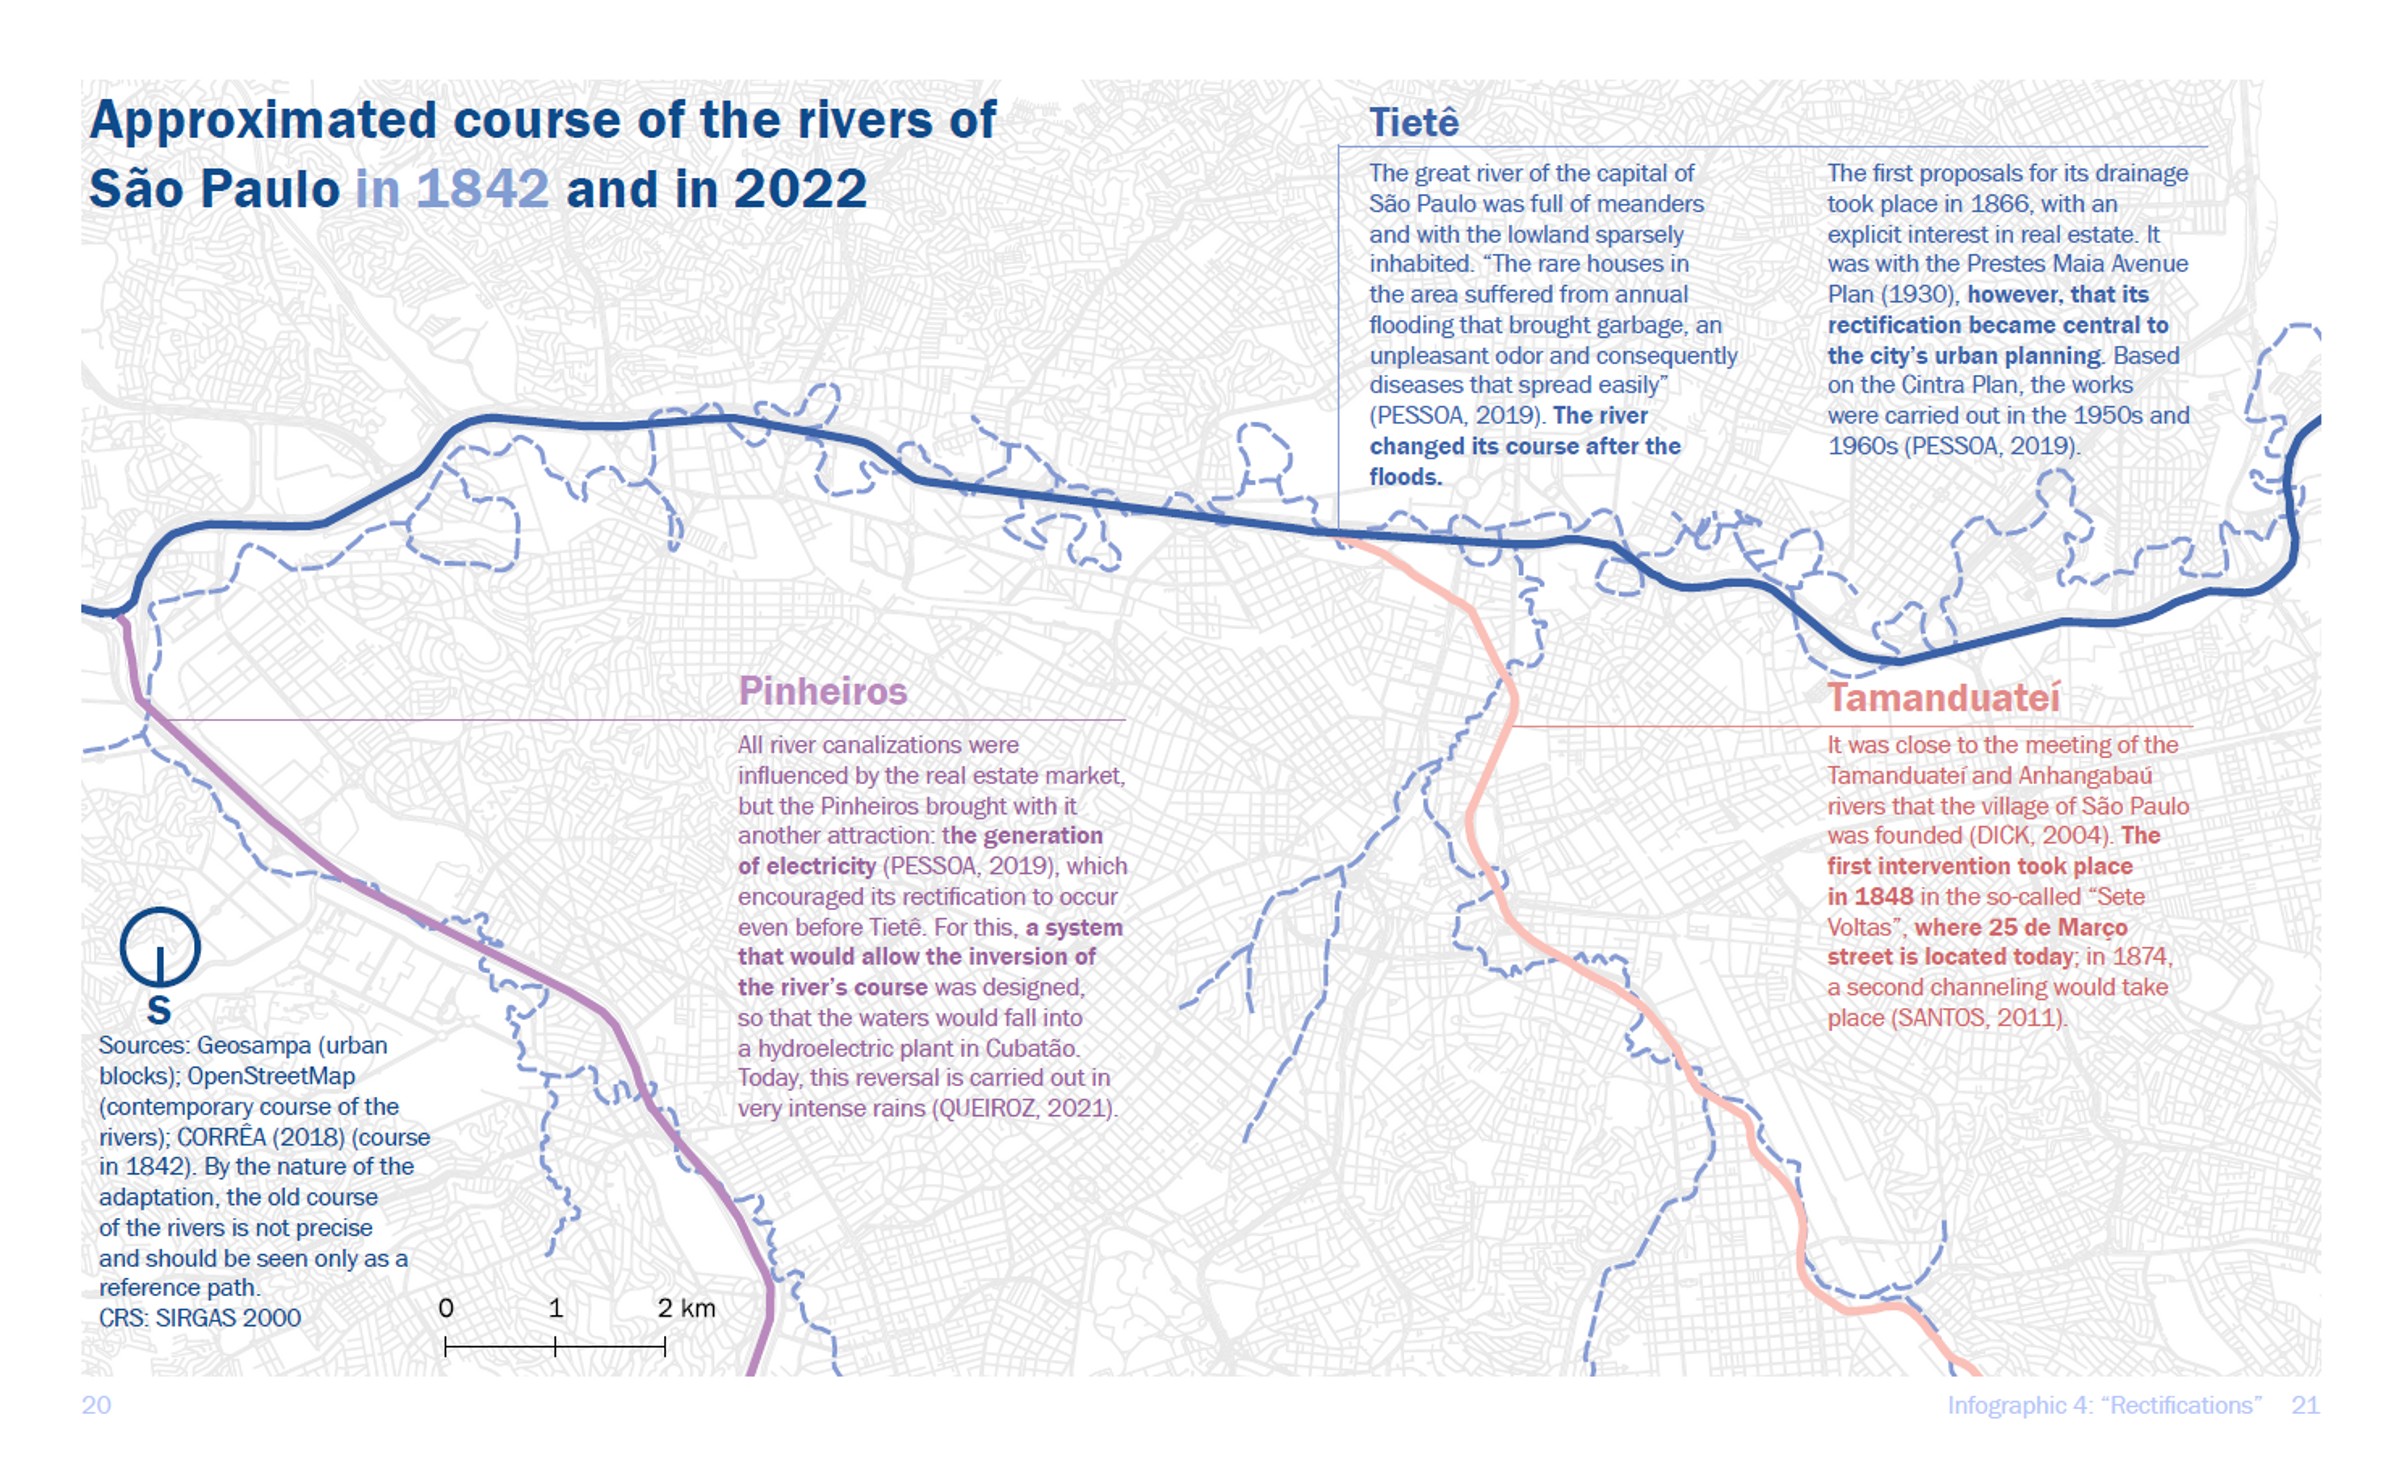 Approximated course of the rivers of
São Paulo in 1842 and in 2022
Tietê
The great river of the capital of
São Paulo was full of meanders
and with the lowland sparsely
inhabited. “The rare houses in
the area suffered from annual
flooding that brought garbage, an
unpleasant odor and consequently
diseases that spread easily”
(PESSOA, 2019). The river
changed its course after the
floods.
The first proposals for its drainage
took place in 1866, with an
explicit interest in real estate. It
was with the Prestes Maia Avenue
Plan (1930), however, that its
rectification became central to
the city’s urban planning. Based
on the Cintra Plan, the works
were carried out in the 1950s and
1960s (PESSOA, 2019).
Pinheiros
All river canalizations were
influenced by the real estate market,
but the Pinheiros brought with it
another attraction: the generation
of electricity (PESSOA, 2019), which
encouraged its rectification to occur
even before Tietê. For this, a system
that would allow the inversion of
the river’s course was designed,
so that the waters would fall into
a hydroelectric plant in Cubatão.
Today, this reversal is carried out in
very intense rains (QUEIROZ, 2021).
Tamanduateí
It was close to the meeting of the
Tamanduateí and Anhangabaú
rivers that the village of São Paulo
was founded (DICK, 2004). The
first intervention took place
in 1848 in the so-called “Sete
Voltas”, where 25 de Março
street is located today; in 1874,
a second channeling would take
place (SANTOS, 2011).
S
Sources: Geosampa (urban
blocks); OpenStreetMap
(contemporary course of the
rivers); CORRÊA (2018) (course
in 1842). By the nature of the
adaptation, the old course
of the rivers is not precise
and should be seen only as a
reference path.
CRS: SIRGAS 2000
0 1 2 km
20
Infographic 4: “Rectifications” 21